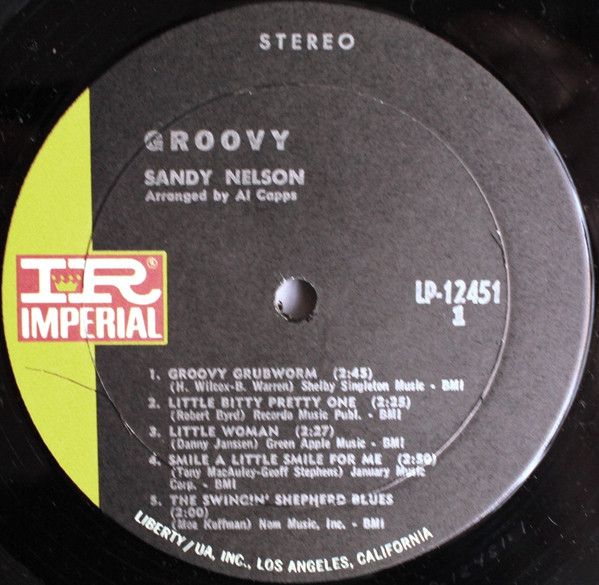 STEREO
GROOVY
SANDY NELSON
Arranged by Al Capps
IR®
IMPERIAL
LP-12451
1
1. GROOVY GRUBWORM (2:45)
(H. Wilcox-B. Warren) Shelby Singleton Music - BMI
2. LITTLE BITTY PRETTY ONE (2:25)
(Robert Byrd) Recordo Music Publ. - BMI
3. LITTLE WOMAN (2:27)
(Danny Janssen) Green Apple Music - BMI
4. SMILE A LITTLE SMILE FOR ME (2:50)
(Tony MacAuley-Geoff Stephens) January Music
Corp. - BMI
5. THE SWINGIN' SHEPHERD BLUES
(2:00)
(Moe Koffman) Nom Music, Inc. - BMI
LIBERTY/UA, INC., LOS ANGELES, CALIFORNIA